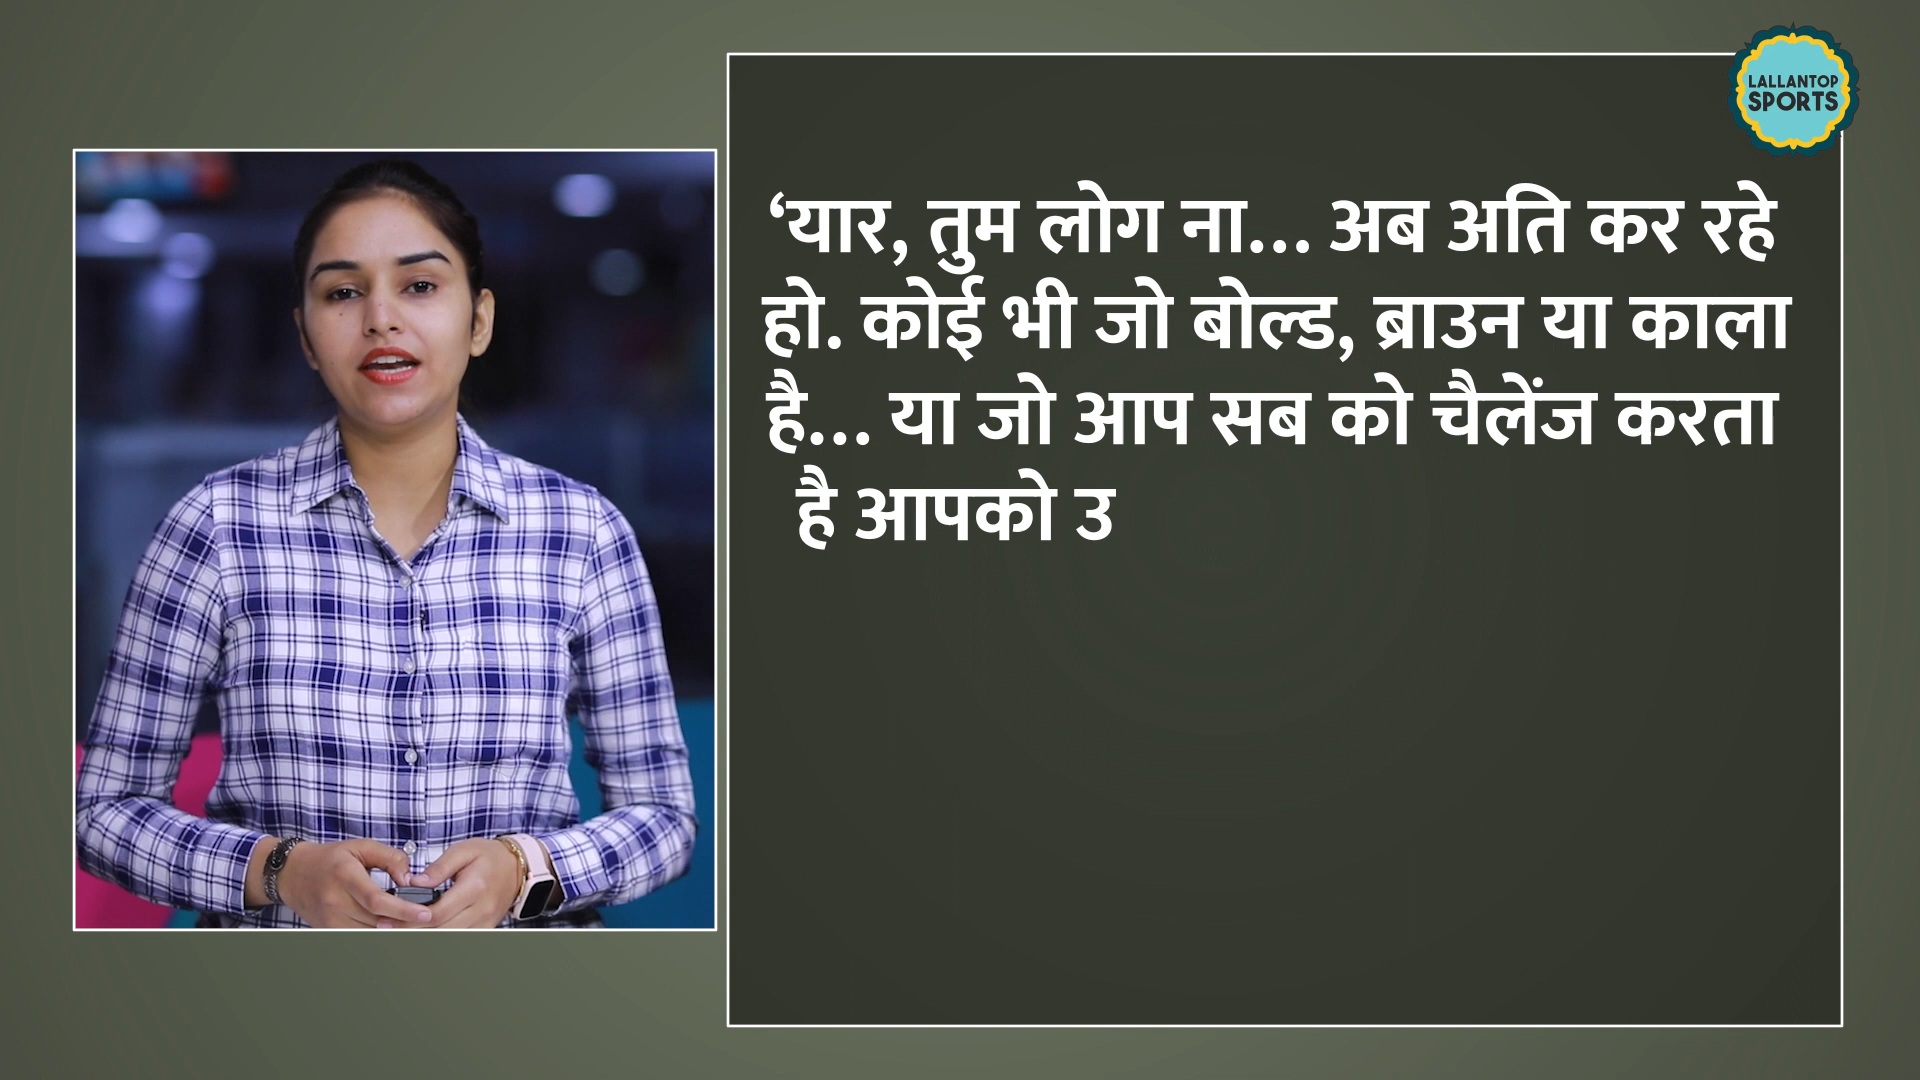 LALLANTOP
SPORTS
‘यार, तुम लोग ना... अब अति कर रहे
हो. कोई भी जो बोल्ड, ब्राउन या काला
है... या जो आप सब को चैलेंज करता
है आपको उ